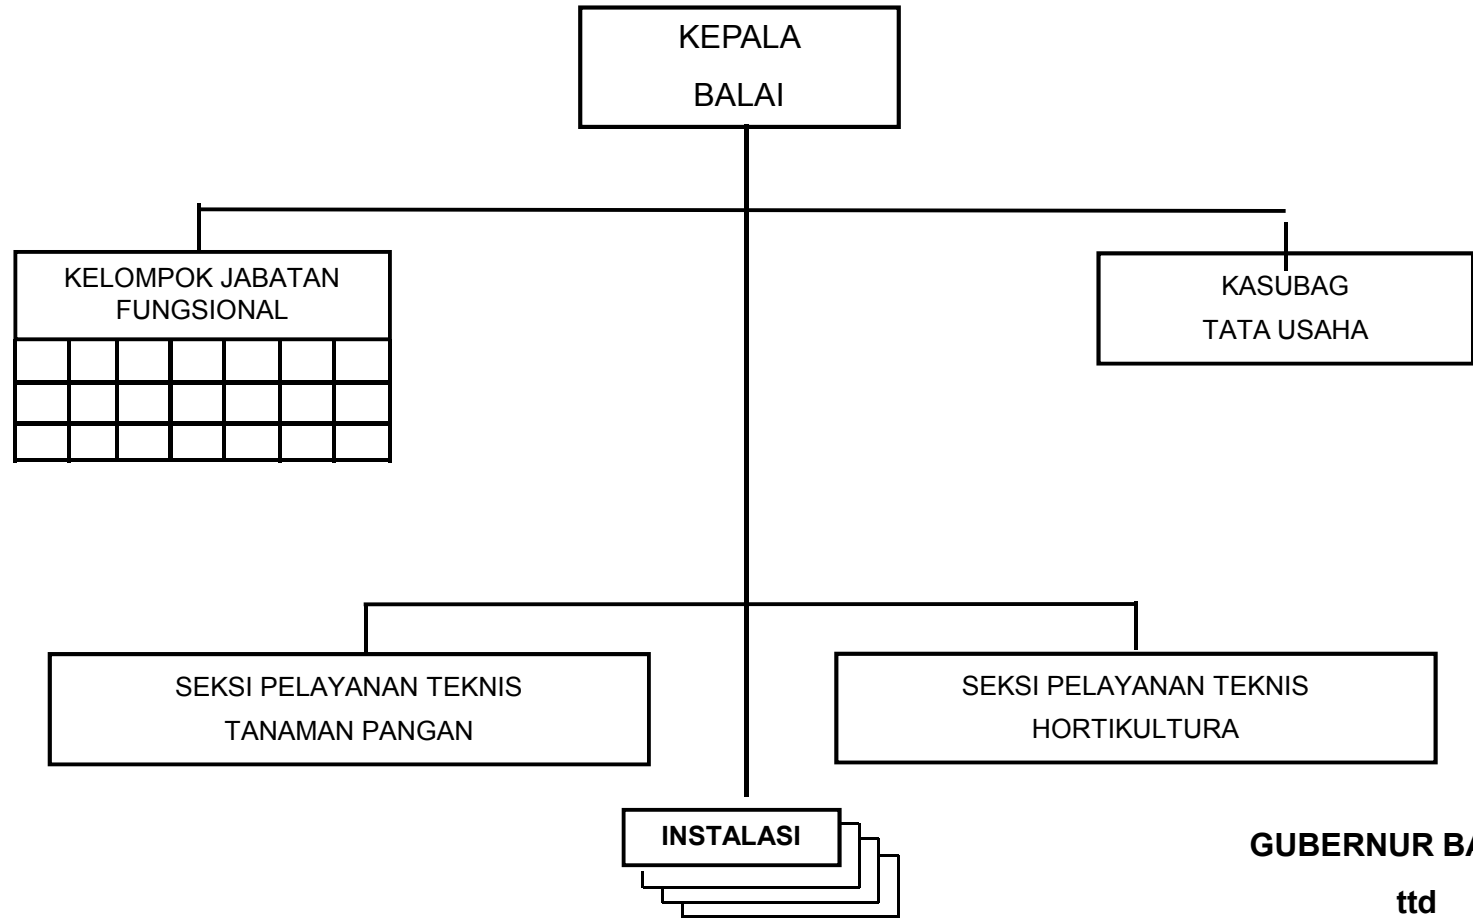 KEPALA
BALAI
KELOMPOK JABATAN
FUNGSIONAL
KASUBAG
TATA USAHA
SEKSI PELAYANAN TEKNIS
TANAMAN PANGAN
SEKSI PELAYANAN TEKNIS
HORTIKULTURA
INSTALASI
GUBERNUR
ttd